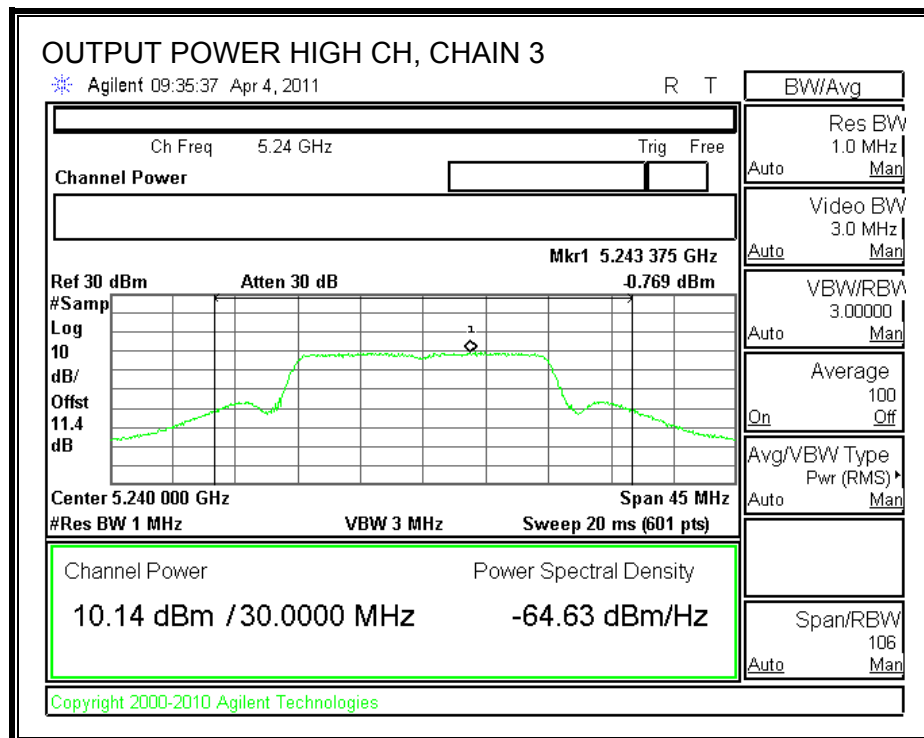 OUTPUT POWER HIGH CH, CHAIN 3
Agilent 09:35:37 Apr 4, 2011 R T
Ch Freq 5.24 GHz Trig Free
Channel Power
Mkr1 5.243 375 GHz
Ref 30 dBm Atten 30 dB -0.769 dBm
#Samp
Log
10
dB/
Offst
11.4
dB
1
Center 5.240 000 GHz Span 45 MHz
#Res BW 1 MHz VBW 3 MHz Sweep 20 ms (601 pts)
Channel Power Power Spectral Density
10.14 dBm / 30.0000 MHz -64.63 dBm/Hz
Copyright 2000-2010 Agilent Technologies
BW/Avg
Res BW
1.0 MHz
Auto Man
Video BW
3.0 MHz
Auto Man
VBW/RBW
3.00000
Auto Man
Average
100
On Off
Avg/VBW Type
Pwr (RMS)
Auto Man
Span/RBW
106
Auto Man